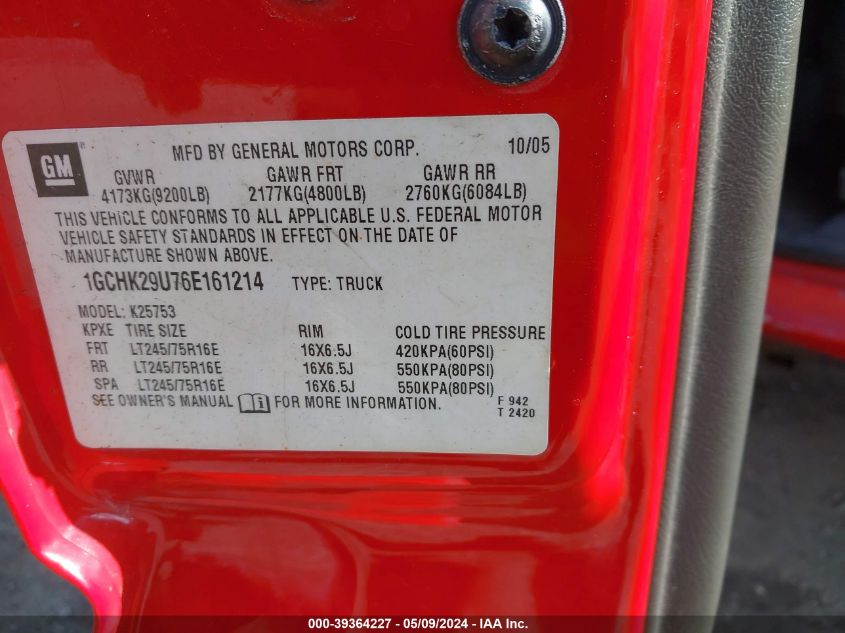 GM
MFD BY GENERAL MOTORS CORP. 10/05
GVWR GAWR FRT GAWR RR
4173KG(9200LB) 2177KG(4800LB) 2760KG(6084LB)
THIS VEHICLE CONFORMS TO ALL APPLICABLE U.S. FEDERAL MOTOR
VEHICLE SAFETY STANDARDS IN EFFECT ON THE DATE OF
MANUFACTURE SHOWN ABOVE.
1GCHK29U76E161214 TYPE: TRUCK
MODEL: K25753
KPXE TIRE SIZE RIM COLD TIRE PRESSURE
FRT LT245/75R16E 16X6.5J 420KPA(60PSI)
RR LT245/75R16E 16X6.5J 550KPA(80PSI)
SPA LT245/75R16E 16X6.5J 550KPA(80PSI)
SEE OWNER'S MANUAL FOR MORE INFORMATION. F 942
T 2420
000-39364227 - 05/09/2024 - IAA Inc.